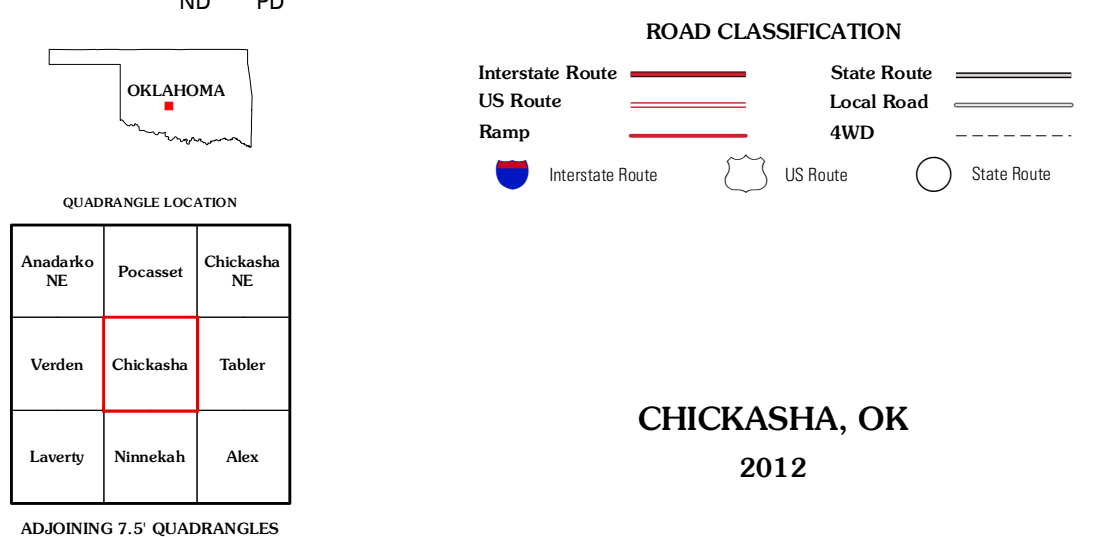 ND PD
OKLAHOMA
QUADRANGLE LOCATION
Anadarko
NE
Pocasset
Chickasha
NE
Verden
Chickasha
Tabler
Laverty
Ninnekah
Alex
ADJOINING 7.5' QUADRANGLES
ROAD CLASSIFICATION
Interstate Route
State Route
US Route
Local Road
Ramp
4WD
Interstate Route
US Route
State Route
CHICKASHA, OK
2012